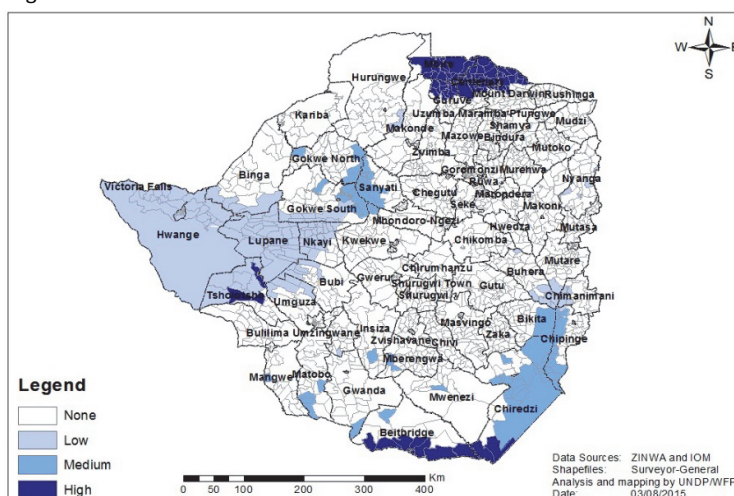 N
W E
S
Hurungwe
Guruve
Mount Darwin Rushinga
Kariba
Uzumba Maramba Pfungwe
Makonde
Shamva
Mudzi
Mazowe Bindura
Zvimba
Mutoko
Gokwe North
Goromonzi Murehwa
Nyanga
Binga
Sanyati
Chegutu
Ruwa
Victoria Falls
Seke
Marondera
Makoni
Gokwe South
Mhondoro-Ngezi
Hwange
Hwedza
Mutasa
Lupane
Nkayi
Kwekwe
Chikomba
Mutare
Chirumhanzu
Buhera
Bubi
Gweru
Shurugwi Town
Gutu
Chimanimani
Umguza
Shurugwi
Bulilima
Umzingwane
Masvingo
Bikita
Zvishavane
Chivi
Zaka
Chipinge
Mangwe
Matobo
Mberengwa
Gwanda
Mwenezi
Chiredzi
Beitbridge
Legend
None
Low
Medium
High
Km
0 50 100 200 300 400
Data Sources: ZINWA and IOM
Shapefiles: Surveyor-General
Analysis and mapping by UNDP/WFP
Date: 03/08/2015